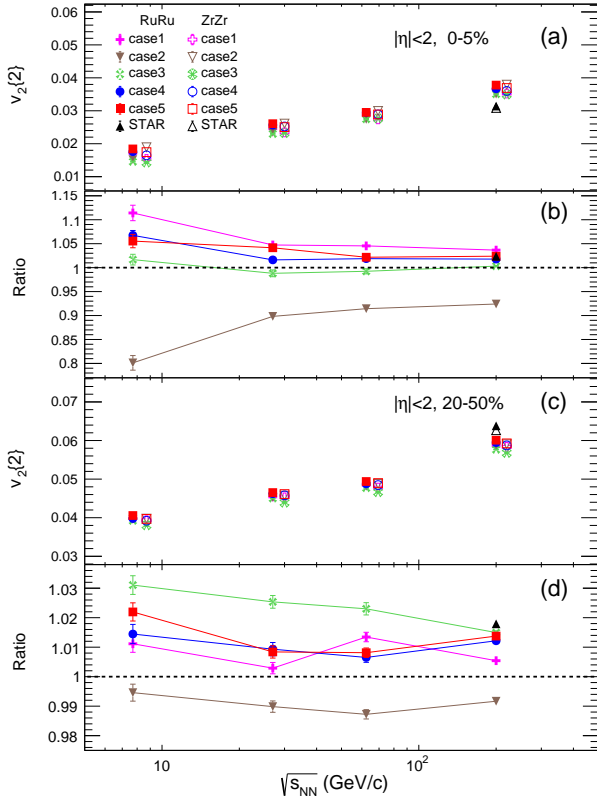 RuRu ZrZr
case1 case1
case2 case2
case3 case3
case4 case4
case5 case5
STAR STAR
|η|<2, 0-5% (a)
v₂{2}
0.06
0.05
0.04
0.03
0.02
0.01
(b)
Ratio
1.15
1.1
1.05
1
0.95
0.9
0.85
0.8
|η|<2, 20-50% (c)
v₂{2}
0.07
0.06
0.05
0.04
0.03
(d)
Ratio
1.03
1.02
1.01
1
0.99
0.98
10 10²
√s_NN (GeV/c)